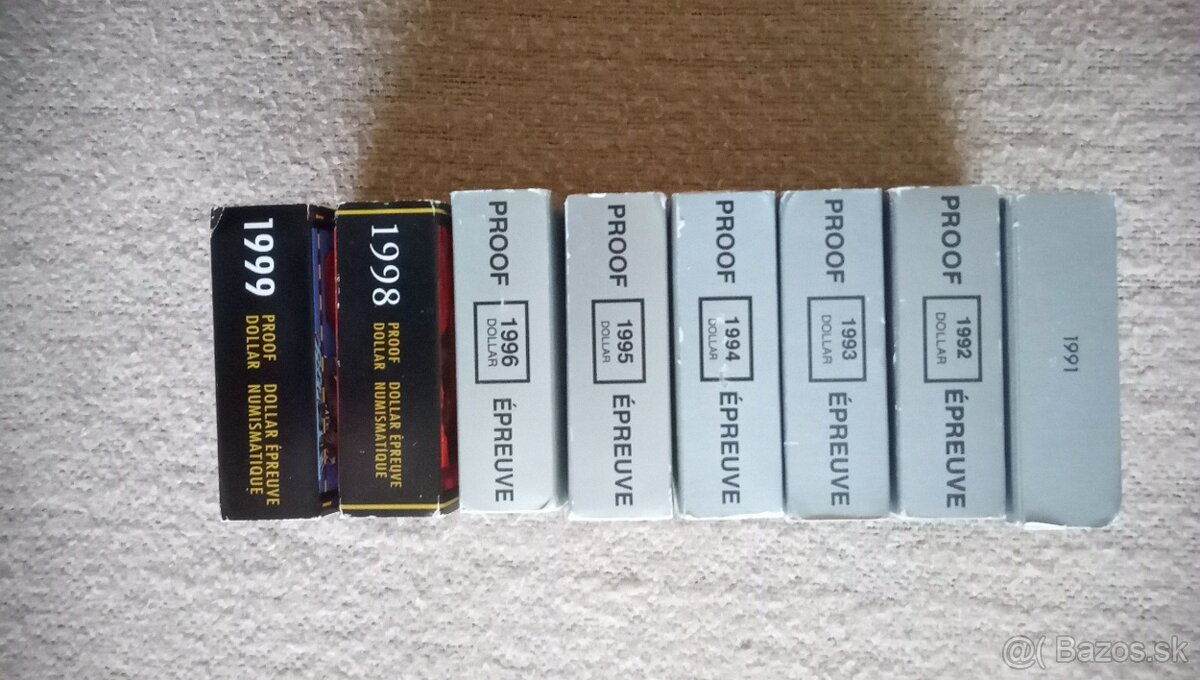 1999
PROOF DOLLAR ÉPREUVE
DOLLAR NUMISMATIQUE
1998
PROOF DOLLAR ÉPREUVE
DOLLAR NUMISMATIQUE
PROOF
1996
DOLLAR
ÉPREUVE
PROOF
1995
DOLLAR
ÉPREUVE
PROOF
1994
DOLLAR
ÉPREUVE
PROOF
1993
DOLLAR
ÉPREUVE
PROOF
1992
DOLLAR
ÉPREUVE
1991
@( Bazos.sk